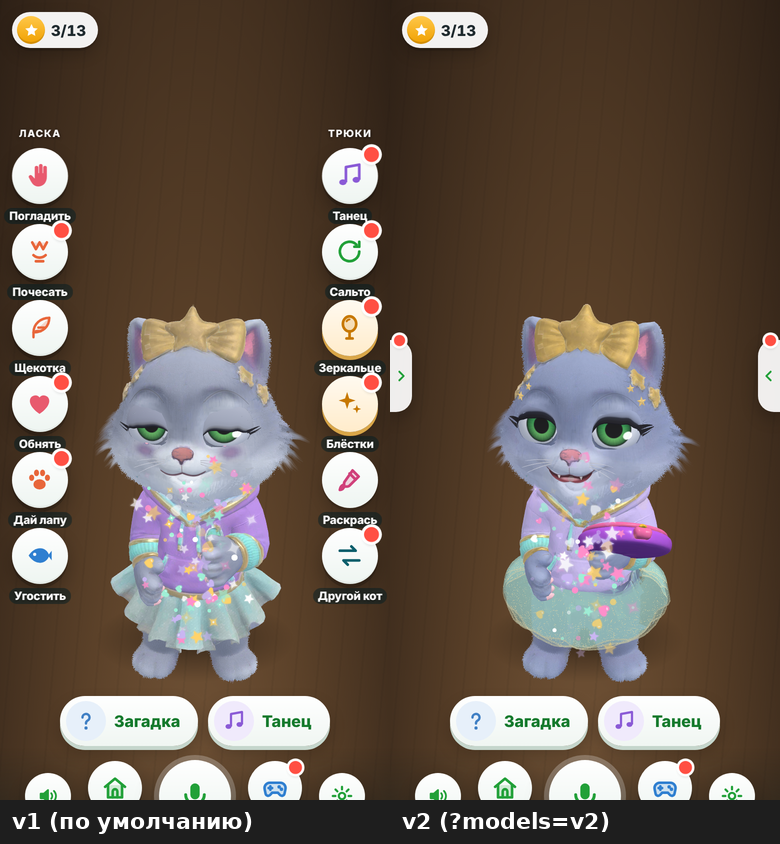 3/13
ЛАСКА
Погладить
Почесать
Щекотка
Обнять
Дай лапу
Угостить
ТРЮКИ
Танец
Сальто
Зеркальце
Блёстки
Раскрась
Другой кот
? Загадка
Танец
v1 (по умолчанию)
3/13
? Загадка
Танец
v2 (?models=v2)